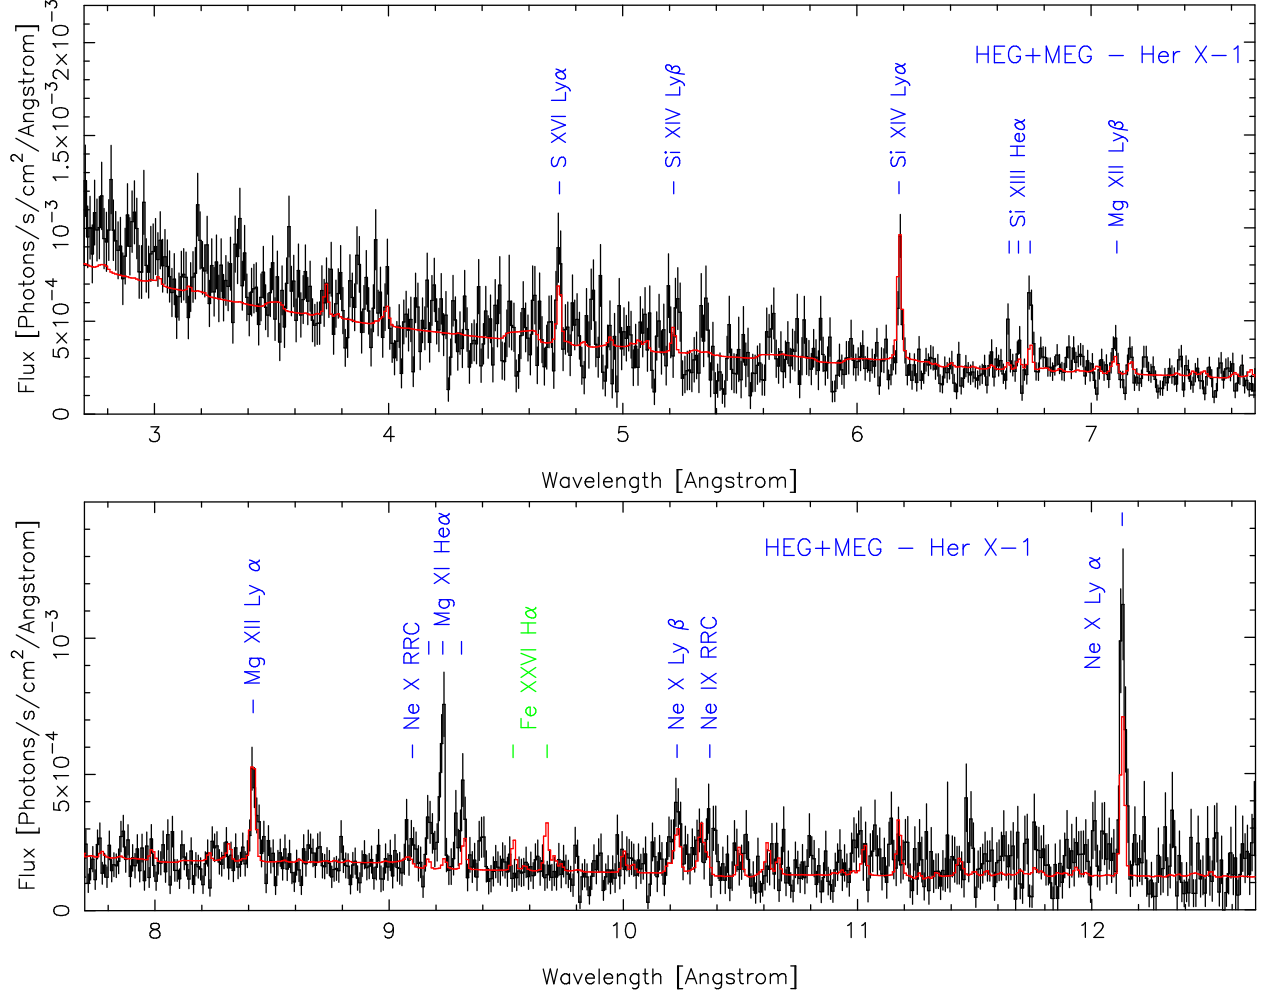 HEG+MEG − Her X−1
S XVI Lyα
Si XIV Lyβ
Si XIV Lyα
Si XIII Heα
Mg XII Lyβ
Flux [Photons/s/cm²/Angstrom]
0
5×10⁻⁴
10⁻³
1.5×10⁻³
2×10⁻³
3 4 5 6 7
Wavelength [Angstrom]
HEG+MEG − Her X−1
Mg XII Ly α
Ne X RRC
Mg XI Heα
Fe XXVI Hα
Ne X Ly β
Ne IX RRC
Ne X Ly α
Flux [Photons/s/cm²/Angstrom]
0
5×10⁻⁴
10⁻³
8 9 10 11 12
Wavelength [Angstrom]